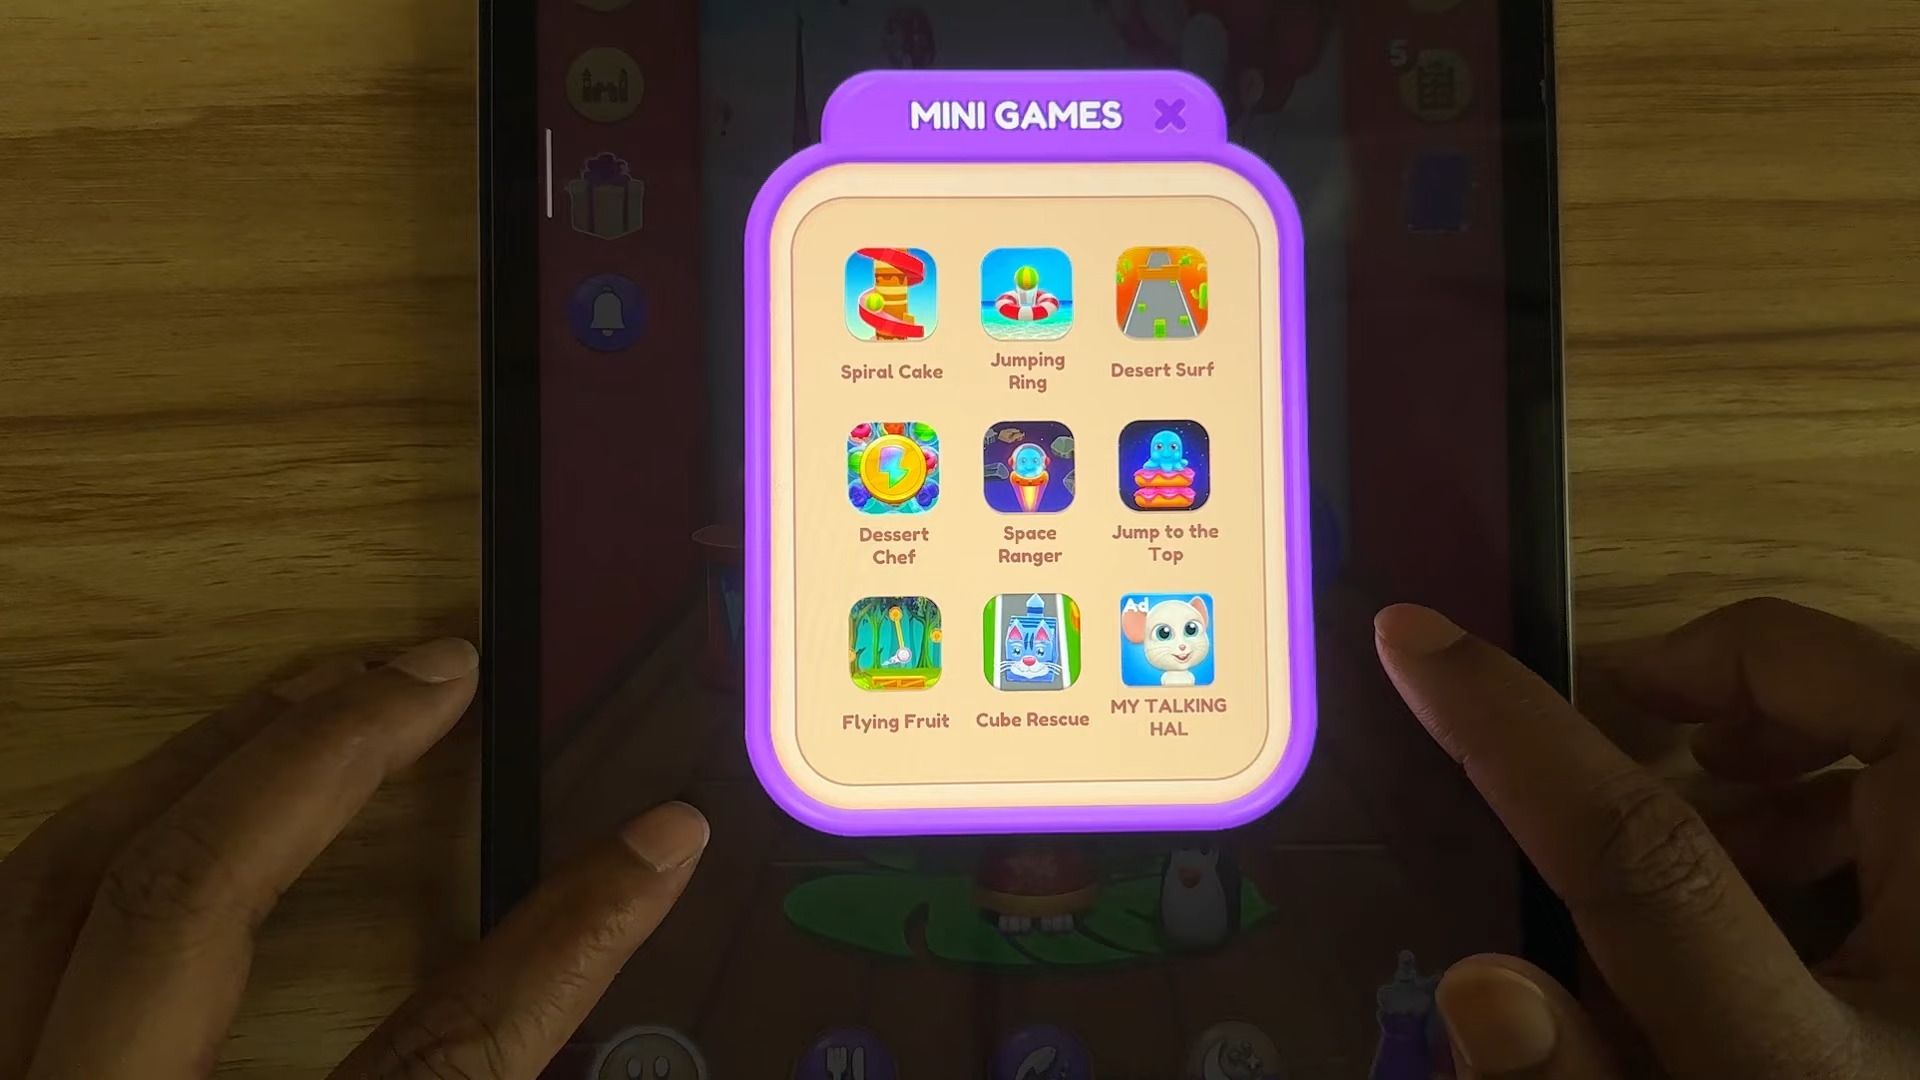 5
MINI GAMES
Spiral Cake
Jumping
Ring
Desert Surf
Dessert
Chef
Space
Ranger
Jump to the
Top
Flying Fruit
Cube Rescue
Ad
MY TALKING
HAL